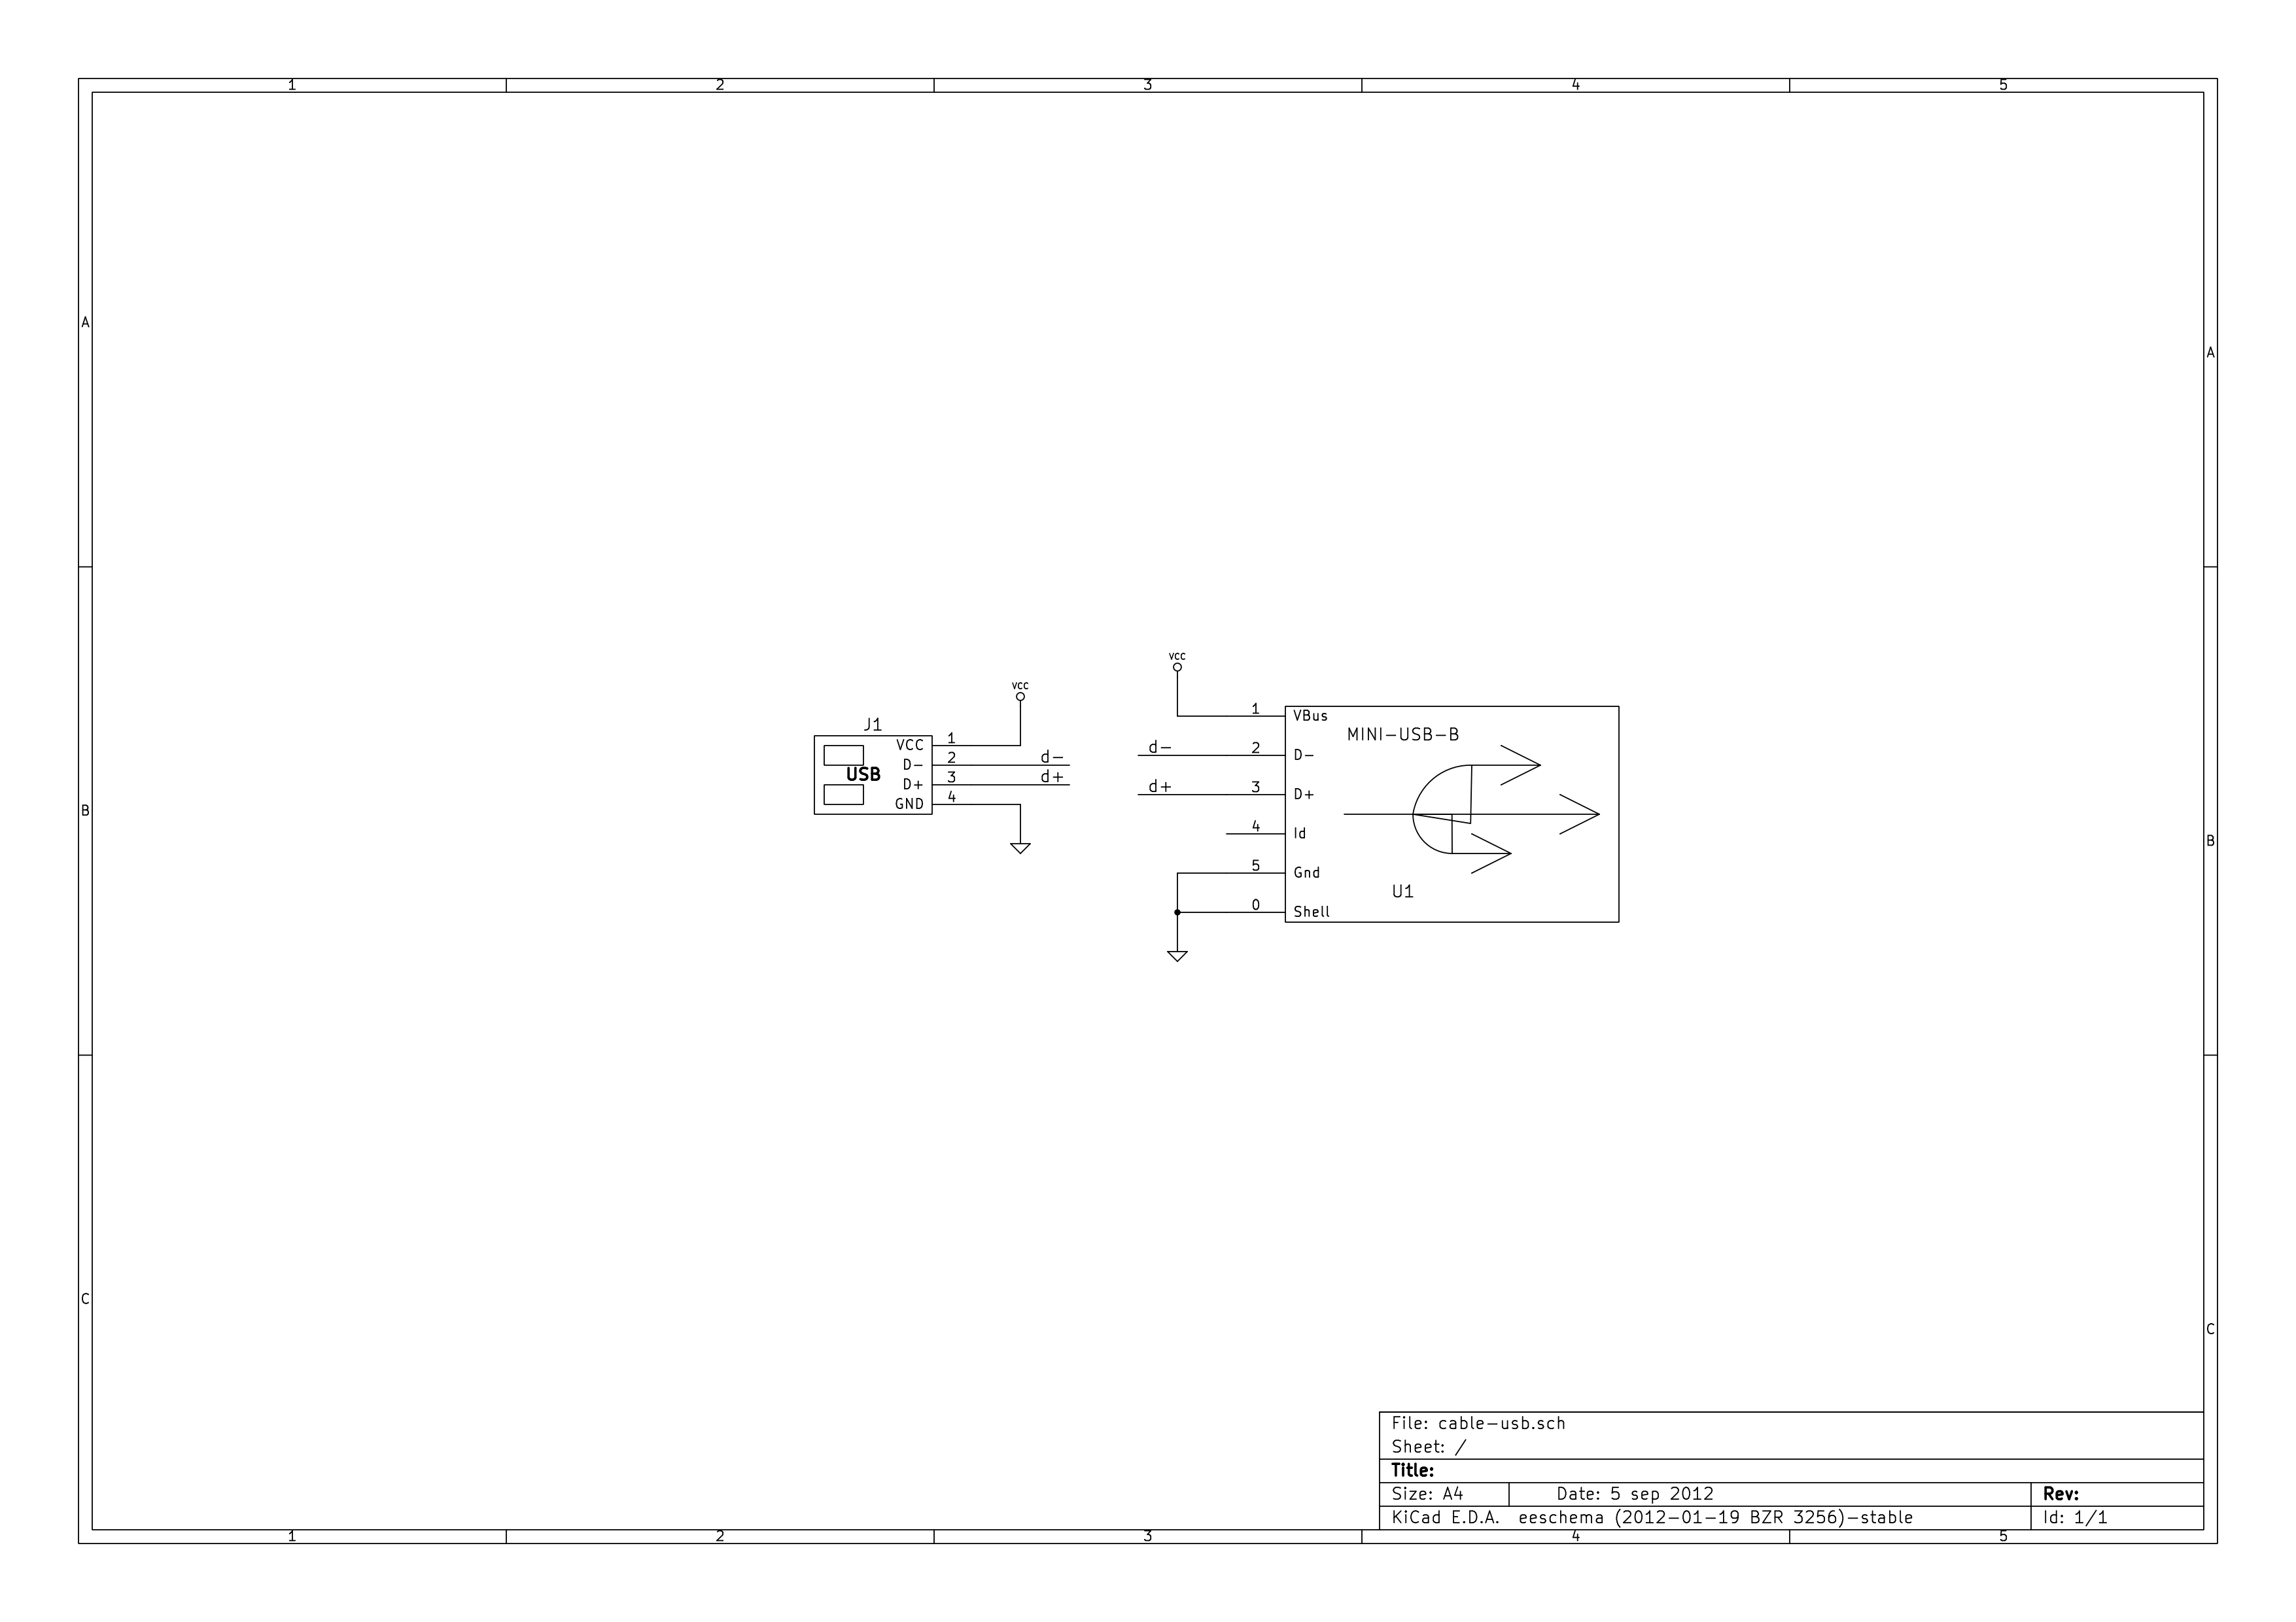 1 2 3 4 5
A
A
B
B
C
C
VCC
VCC
J1
1
VCC
2
D-
d-
USB
3
D+
d+
4
GND
1
VBus
MINI-USB-B
d-
2
D-
d+
3
D+
4
Id
5
Gnd
U1
0
Shell
File: cable-usb.sch
Sheet: /
Title:
Size: A4 Date: 5 sep 2012 Rev:
KiCad E.D.A. eeschema (2012-01-19 BZR 3256)-stable Id: 1/1
1 2 3 4 5